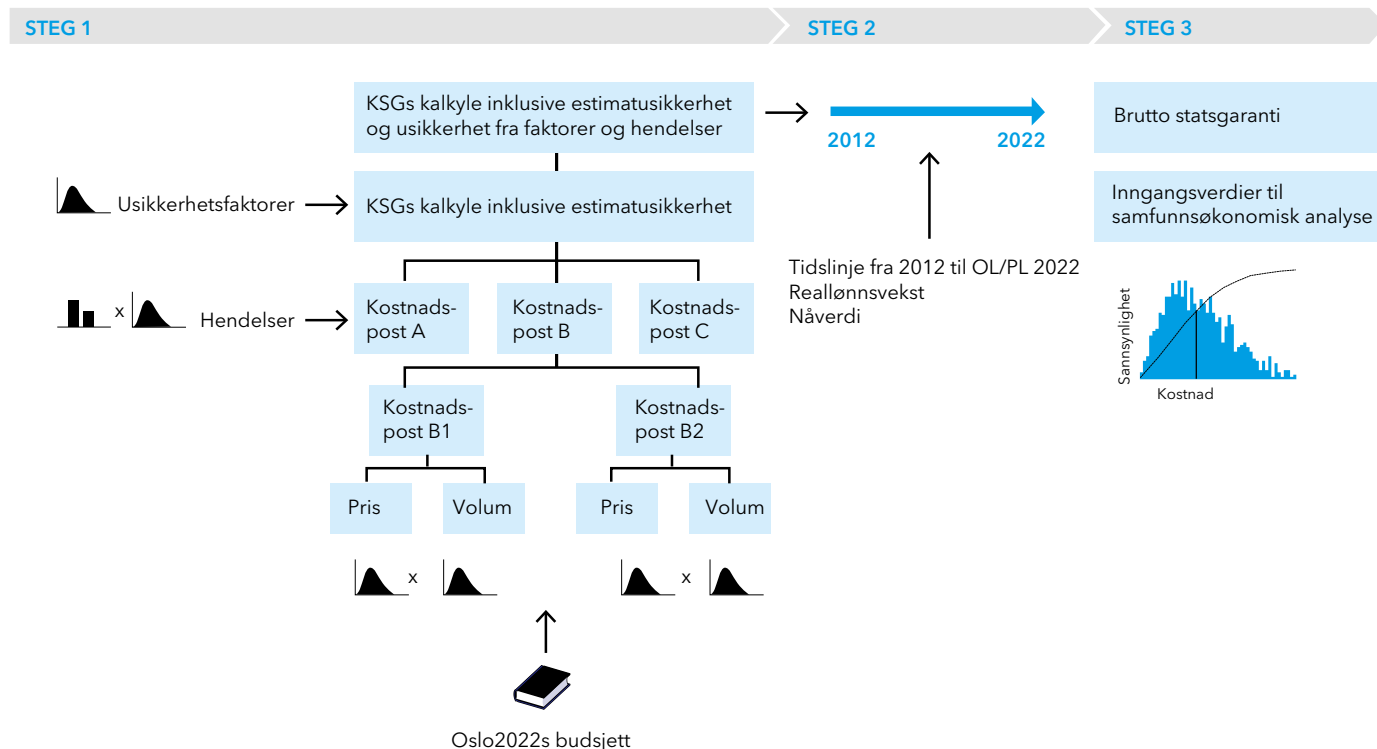 STEG 1
STEG 2
STEG 3
KSGs kalkyle inklusive estimatusikkerhet
og usikkerhet fra faktorer og hendelser
2012
2022
Brutto statsgaranti
Usikkerhetsfaktorer
KSGs kalkyle inklusive estimatusikkerhet
Inngangsverdier til
samfunnsøkonomisk analyse
Tidslinje fra 2012 til OL/PL 2022
Reallønnsvekst
Nåverdi
x
Hendelser
Kostnads-
post A
Kostnads-
post B
Kostnads-
post C
Sannsynlighet
Kostnad
Kostnads-
post B1
Kostnads-
post B2
Pris
Volum
Pris
Volum
x
x
Oslo2022s budsjett